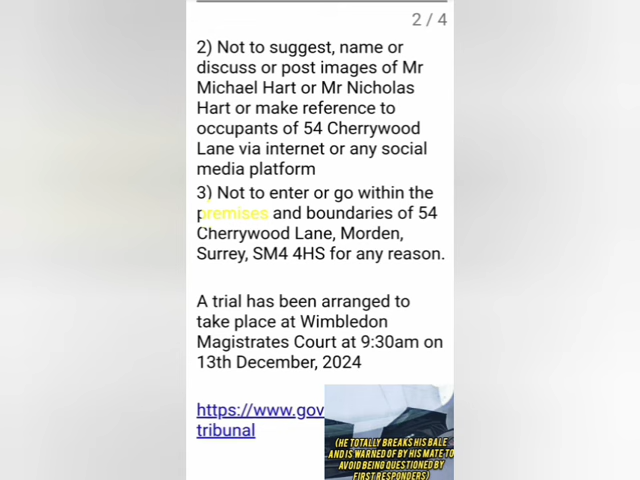 2 / 4
2) Not to suggest, name or
discuss or post images of Mr
Michael Hart or Mr Nicholas
Hart or make reference to
occupants of 54 Cherrywood
Lane via internet or any social
media platform
3) Not to enter or go within the
premises and boundaries of 54
Cherrywood Lane, Morden,
Surrey, SM4 4HS for any reason.
A trial has been arranged to
take place at Wimbledon
Magistrates Court at 9:30am on
13th December, 2024
https://www.gov
tribunal
(HE TOTALLY BREAKS HIS BALE
AND IS WARNED OF BY HIS MATE TO
AVOID BEING QUESTIONED BY
FIRST RESPONDERS)